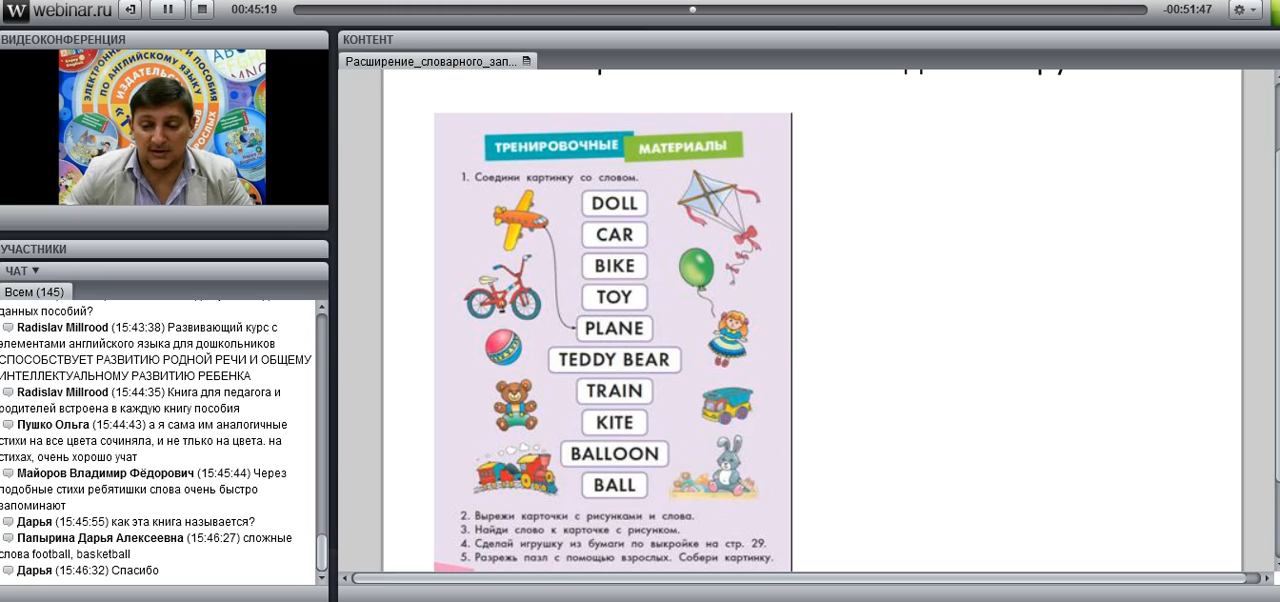 W webinar.ru
00:45:19
-00:51:47
ВИДЕОКОНФЕРЕНЦИЯ
ЭЛЕКТРОННЫЕ
ПО АНГЛИЙСКОМУ ЯЗЫКУ
УЧАСТНИКИ
ЧАТ
Всем (145)
данных пособий?
Radislav Millrood (15:43:38) Развивающий курс с
элементами английского языка для дошкольников
СПОСОБСТВУЕТ РАЗВИТИЮ РОДНОЙ РЕЧИ И ОБЩЕМУ
ИНТЕЛЛЕКТУАЛЬНОМУ РАЗВИТИЮ РЕБЕНКА
Radislav Millrood (15:44:35) Книга для педагога и
родителей встроена в каждую книгу пособия
Пушко Ольга (15:44:43) а я сама им аналогичные
стихи на все цвета сочиняла, и не тлько на цвета. на
стихах, очень хорошо учат
Майоров Владимир Фёдорович (15:45:44) Через
подобные стихи ребятишки слова очень быстро
запоминают
Дарья (15:45:55) как эта книга называется?
Папырина Дарья Алексеевна (15:46:27) сложные
слова football, basketball
Дарья (15:46:32) Спасибо
КОНТЕНТ
Расширение_словарного_зап...
ТРЕНИРОВОЧНЫЕ МАТЕРИАЛЫ
1. Соедини картинку со словом.
DOLL
CAR
BIKE
TOY
PLANE
TEDDY BEAR
TRAIN
KITE
BALLOON
BALL
2. Вырежи карточки с рисунками и слова.
3. Найди слово к карточке с рисунком.
4. Сделай игрушку из бумаги по выкройке на стр. 29.
5. Разрежь пазл с помощью взрослых. Собери картинку.